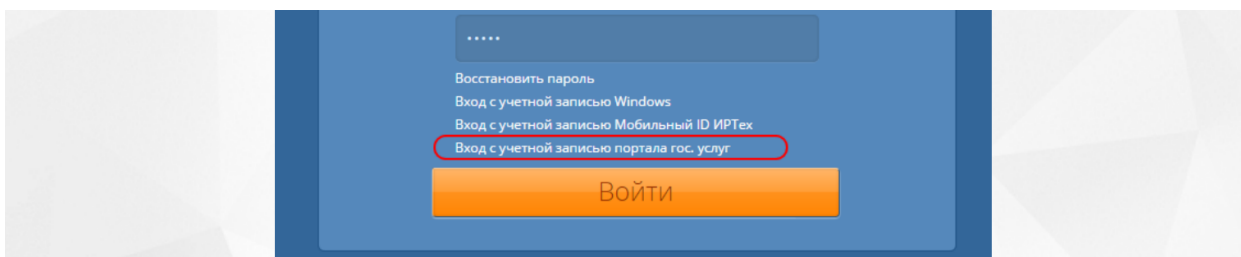 •••••
Восстановить пароль
Вход с учетной записью Windows
Вход с учетной записью Мобильный ID ИРТех
Вход с учетной записью портала гос. услуг
Войти